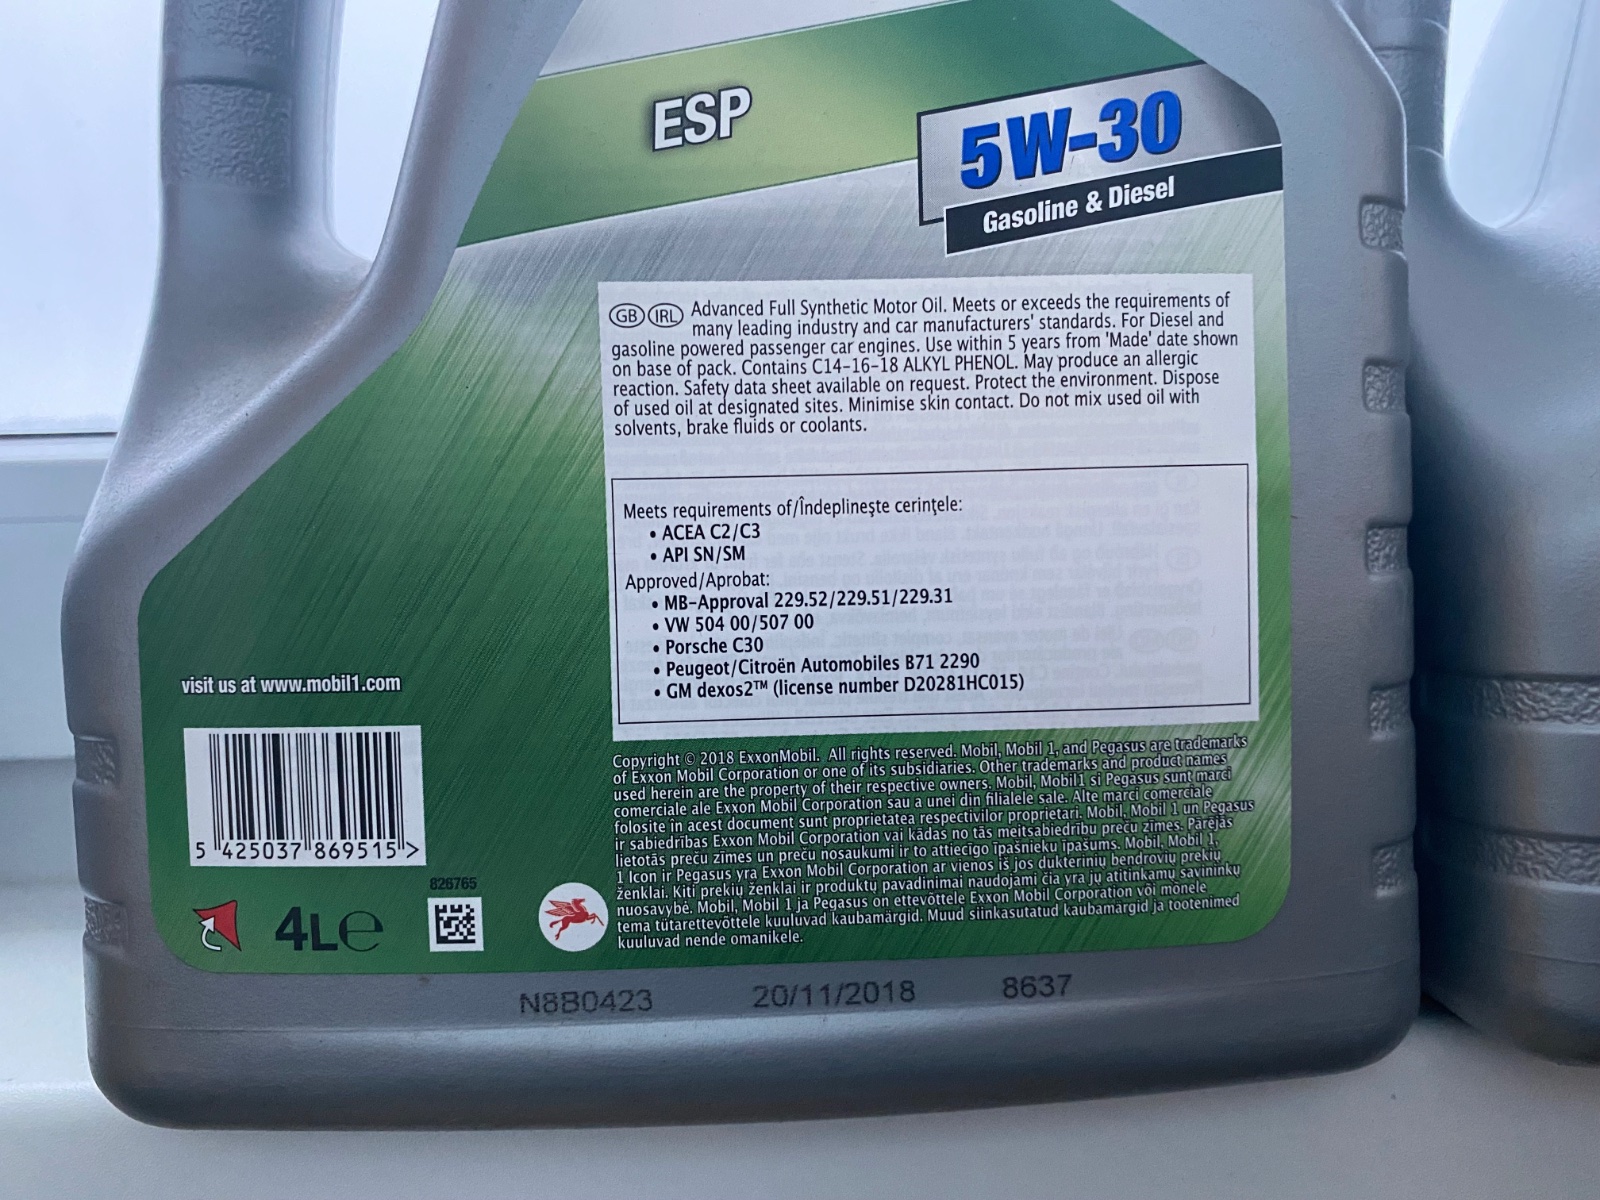 ESP
5W-30
Gasoline & Diesel
GB IRL Advanced Full Synthetic Motor Oil. Meets or exceeds the requirements of
many leading industry and car manufacturers' standards. For Diesel and
gasoline powered passenger car engines. Use within 5 years from 'Made' date shown
on base of pack. Contains C14-16-18 ALKYL PHENOL. May produce an allergic
reaction. Safety data sheet available on request. Protect the environment. Dispose
of used oil at designated sites. Minimise skin contact. Do not mix used oil with
solvents, brake fluids or coolants.
Meets requirements of/Îndeplineşte cerinţele:
• ACEA C2/C3
• API SN/SM
Approved/Aprobat:
• MB-Approval 229.52/229.51/229.31
• VW 504 00/507 00
• Porsche C30
• Peugeot/Citroën Automobiles B71 2290
• GM dexos2™ (license number D20281HC015)
visit us at www.mobil1.com
5 425037 869515 >
826765
4L℮
Copyright © 2018 ExxonMobil. All rights reserved. Mobil, Mobil 1, and Pegasus are trademarks
of Exxon Mobil Corporation or one of its subsidiaries. Other trademarks and product names
used herein are the property of their respective owners. Mobil, Mobil1 si Pegasus sunt marci
comerciale ale Exxon Mobil Corporation sau a unei din filialele sale. Alte marci comerciale
folosite in acest document sunt proprietatea respectivilor proprietari. Mobil, Mobil 1 un Pegasus
ir sabiedrības Exxon Mobil Corporation vai kādas no tās meitsabiedrību preču zīmes. Pārējās
lietotās preču zīmes un preču nosaukumi ir to attiecīgo īpašnieku īpašums. Mobil, Mobil 1,
1 Icon ir Pegasus yra Exxon Mobil Corporation ar vienos iš jos dukterinių bendrovių prekių
ženklai. Kiti prekių ženklai ir produktų pavadinimai naudojami čia yra jų atitinkamų savininkų
nuosavybė. Mobil, Mobil 1 ja Pegasus on ettevõttele Exxon Mobil Corporation või mõnele
tema tütarettevõttele kuuluvad kaubamärgid. Muud siinkasutatud kaubamärgid ja tootenimed
kuuluvad nende omanikele.
N8B0423 20/11/2018 8637